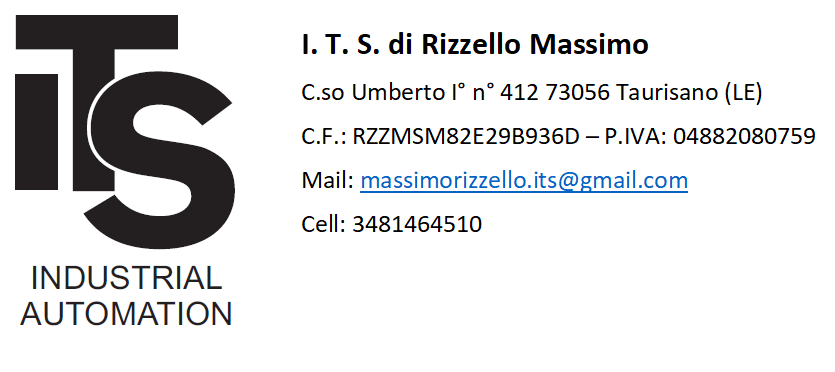 iTS
INDUSTRIAL
AUTOMATION
I. T. S. di Rizzello Massimo
C.so Umberto I° n° 412 73056 Taurisano (LE)
C.F.: RZZMSM82E29B936D – P.IVA: 04882080759
Mail: massimorizzello.its@gmail.com
Cell: 3481464510